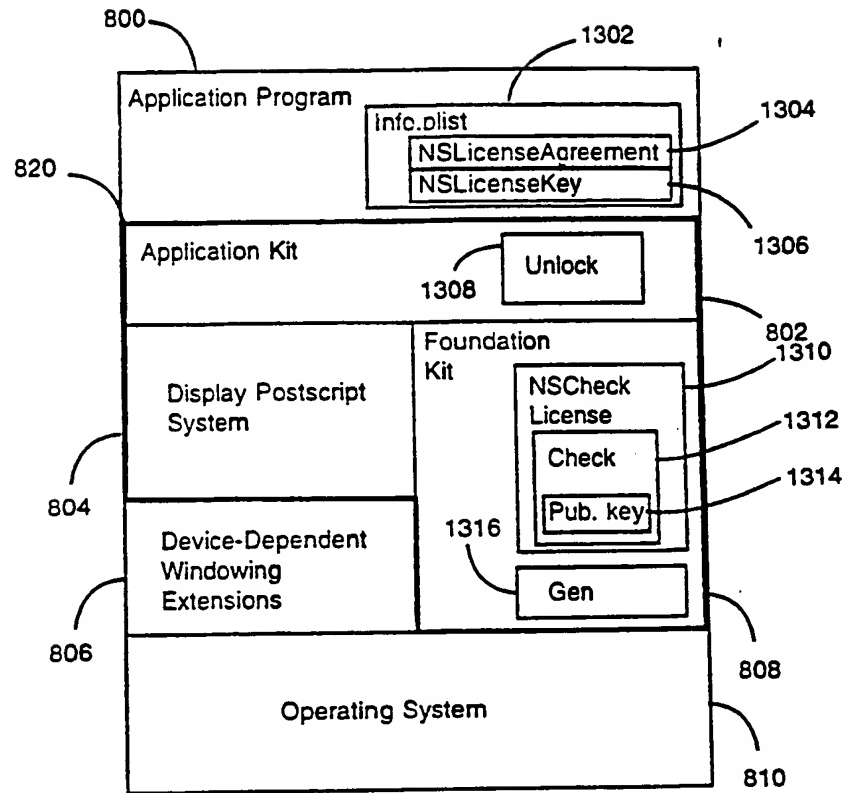 800
1302
Application Program
Info.plist
1304
NSLicenseAgreement
820
NSLicenseKey
1306
Application Kit
Unlock
1308
802
Foundation
Kit
1310
NSCheck
License
Display Postscript
System
1312
Check
1314
804
Pub. key
1316
Device-Dependent
Windowing
Extensions
Gen
806
808
Operating System
810